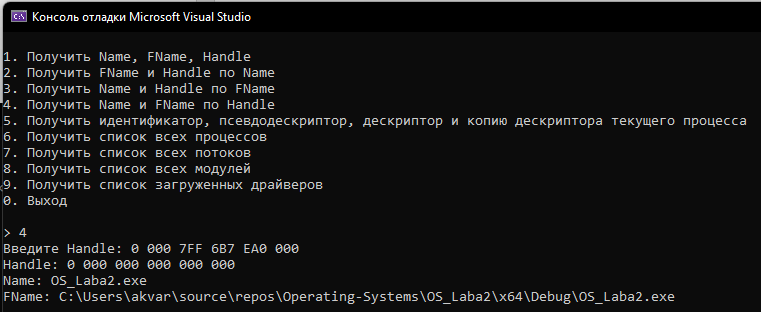 Консоль отладки Microsoft Visual Studio
1. Получить Name, FName, Handle
2. Получить FName и Handle по Name
3. Получить Name и Handle по FName
4. Получить Name и FName по Handle
5. Получить идентификатор, псевдодескриптор, дескриптор и копию дескриптора текущего процесса
6. Получить список всех процессов
7. Получить список всех потоков
8. Получить список всех модулей
9. Получить список загруженных драйверов
0. Выход
> 4
Введите Handle: 0 000 7FF 6B7 EA0 000
Handle: 0 000 000 000 000 000
Name: OS_Laba2.exe
FName: C:\Users\akvar\source\repos\Operating-Systems\OS_Laba2\x64\Debug\OS_Laba2.exe